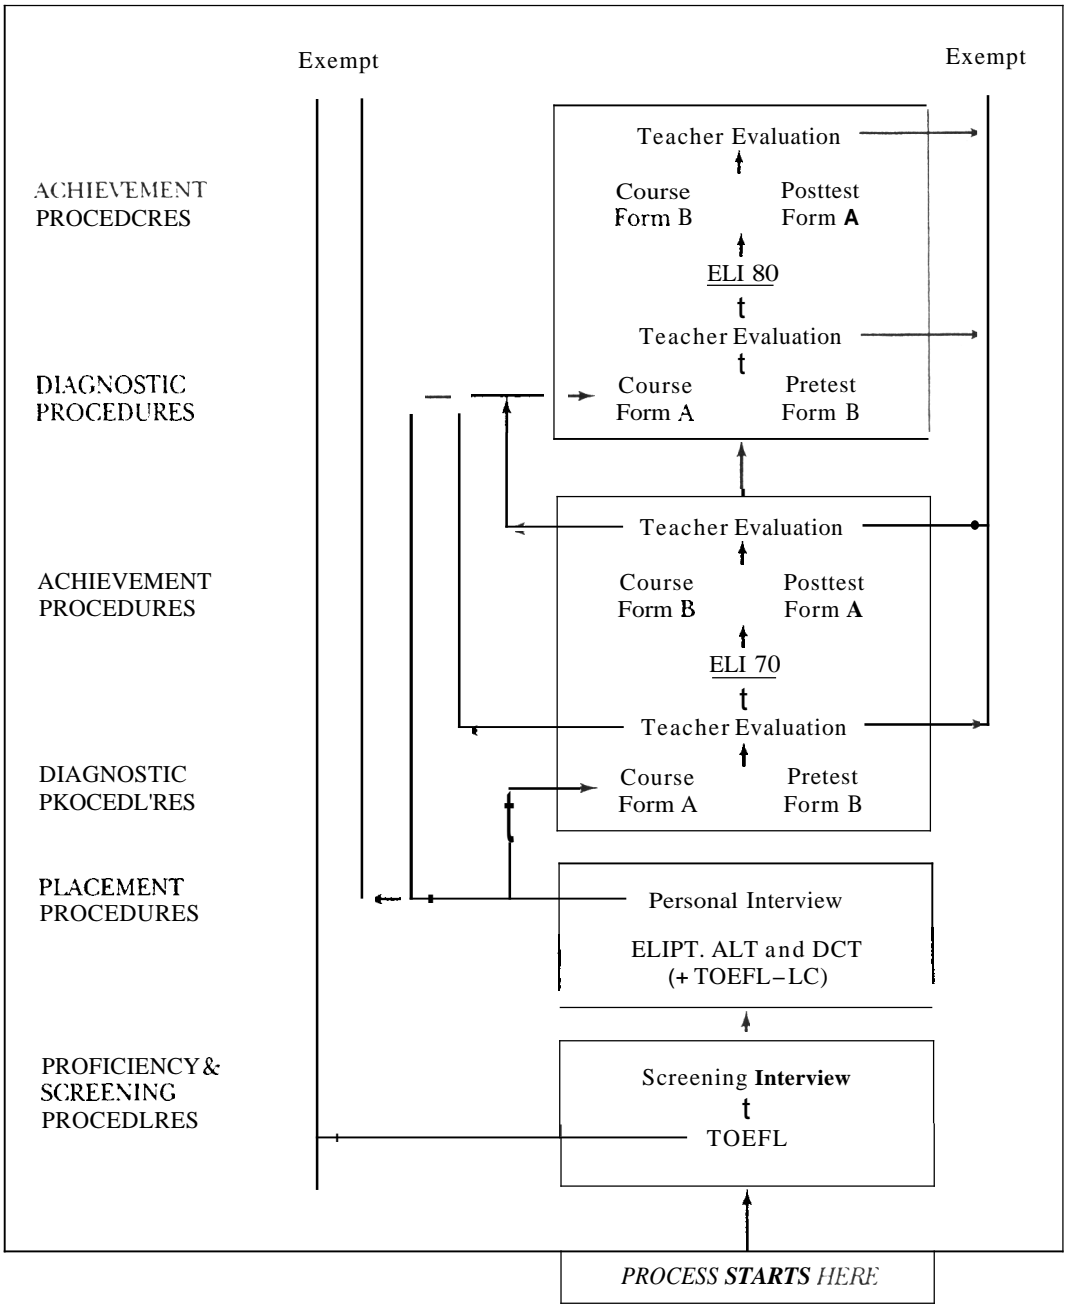 Exempt
Exempt
Teacher Evaluation
ACHIEVEMENT
PROCEDCRES
Course
Form B
Posttest
Form A
ELI 80
t
Teacher Evaluation
t
DIAGNOSTIC
PROCEDURES
Course
Form A
Pretest
Form B
Teacher Evaluation
ACHIEVEMENT
PROCEDURES
Course
Form B
Posttest
Form A
ELI 70
t
Teacher Evaluation
DIAGNOSTIC
PKOCEDL'RES
Course
Form A
Pretest
Form B
PLACEMENT
PROCEDURES
Personal Interview
ELIPT. ALT and DCT
(+ TOEFL–LC)
PROFICIENCY &
SCREENING
PROCEDLRES
Screening Interview
t
TOEFL
PROCESS STARTS HERE